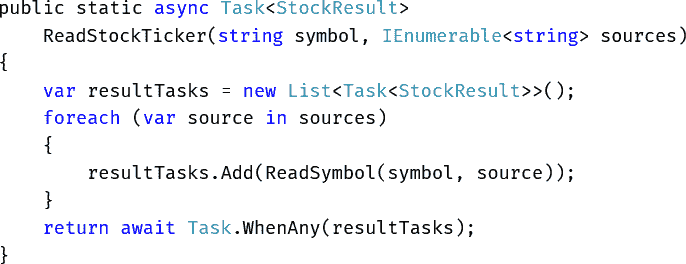 public static async Task<StockResult>
    ReadStockTicker(string symbol, IEnumerable<string> sources)
{
    var resultTasks = new List<Task<StockResult>>();
    foreach (var source in sources)
    {
        resultTasks.Add(ReadSymbol(symbol, source));
    }
    return await Task.WhenAny(resultTasks);
}